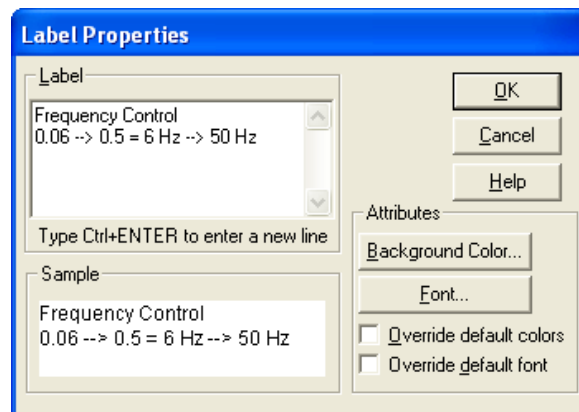 Label Properties
Label
Frequency Control
0.06 --> 0.5 = 6 Hz --> 50 Hz
Type Ctrl+ENTER to enter a new line
Sample
Frequency Control
0.06 --> 0.5 = 6 Hz --> 50 Hz
OK
Cancel
Help
Attributes
Background Color...
Font...
Override default colors
Override default font